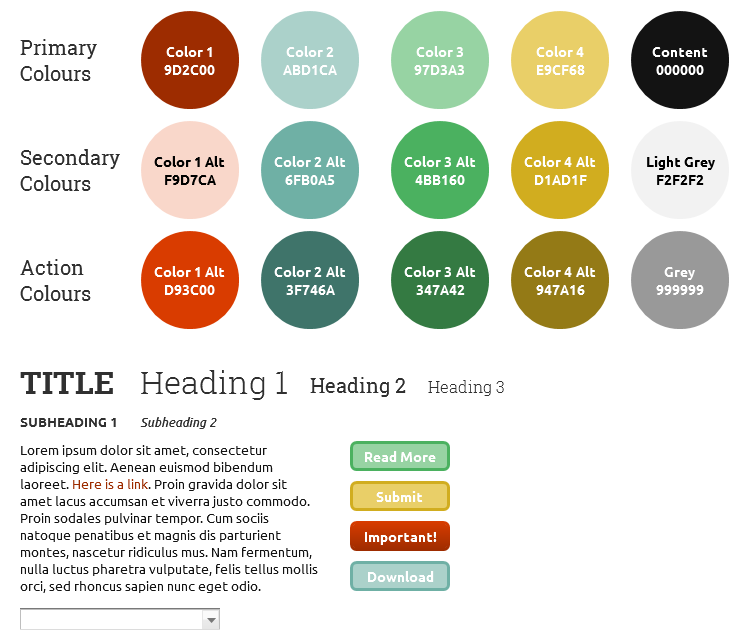 Primary
Colours
Color 1
9D2C00
Color 2
ABD1CA
Color 3
97D3A3
Color 4
E9CF68
Content
000000
Secondary
Colours
Color 1 Alt
F9D7CA
Color 2 Alt
6FB0A5
Color 3 Alt
4BB160
Color 4 Alt
D1AD1F
Light Grey
F2F2F2
Action
Colours
Color 1 Alt
D93C00
Color 2 Alt
3F746A
Color 3 Alt
347A42
Color 4 Alt
947A16
Grey
999999
TITLE Heading 1 Heading 2 Heading 3
SUBHEADING 1 Subheading 2
Lorem ipsum dolor sit amet, consectetur
adipiscing elit. Aenean euismod bibendum
laoreet. Here is a link. Proin gravida dolor sit
amet lacus accumsan et viverra justo commodo.
Proin sodales pulvinar tempor. Cum sociis
natoque penatibus et magnis dis parturient
montes, nascetur ridiculus mus. Nam fermentum,
nulla luctus pharetra vulputate, felis tellus mollis
orci, sed rhoncus sapien nunc eget odio.
Read More
Submit
Important!
Download